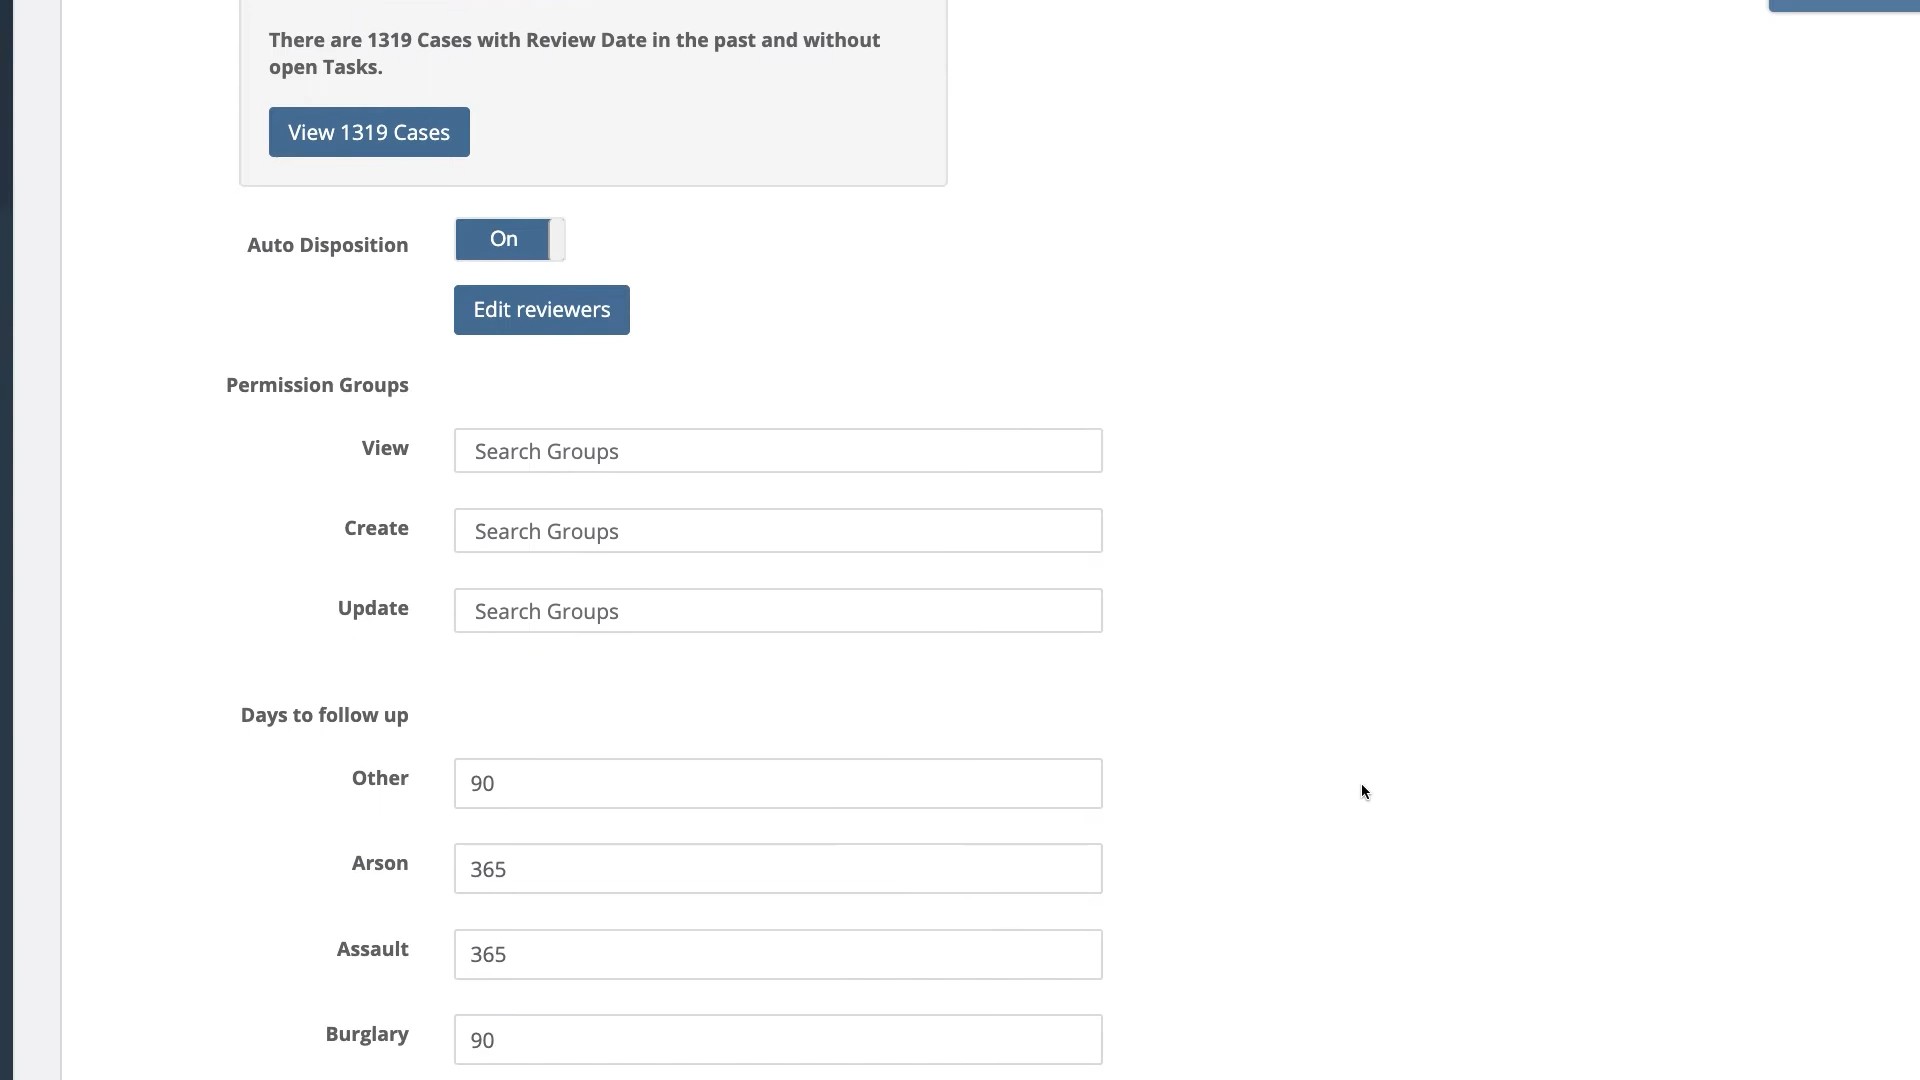 There are 1319 Cases with Review Date in the past and without
open Tasks.
View 1319 Cases
Auto Disposition
On
Edit reviewers
Permission Groups
View
Search Groups
Create
Search Groups
Update
Search Groups
Days to follow up
Other
90
Arson
365
Assault
365
Burglary
90